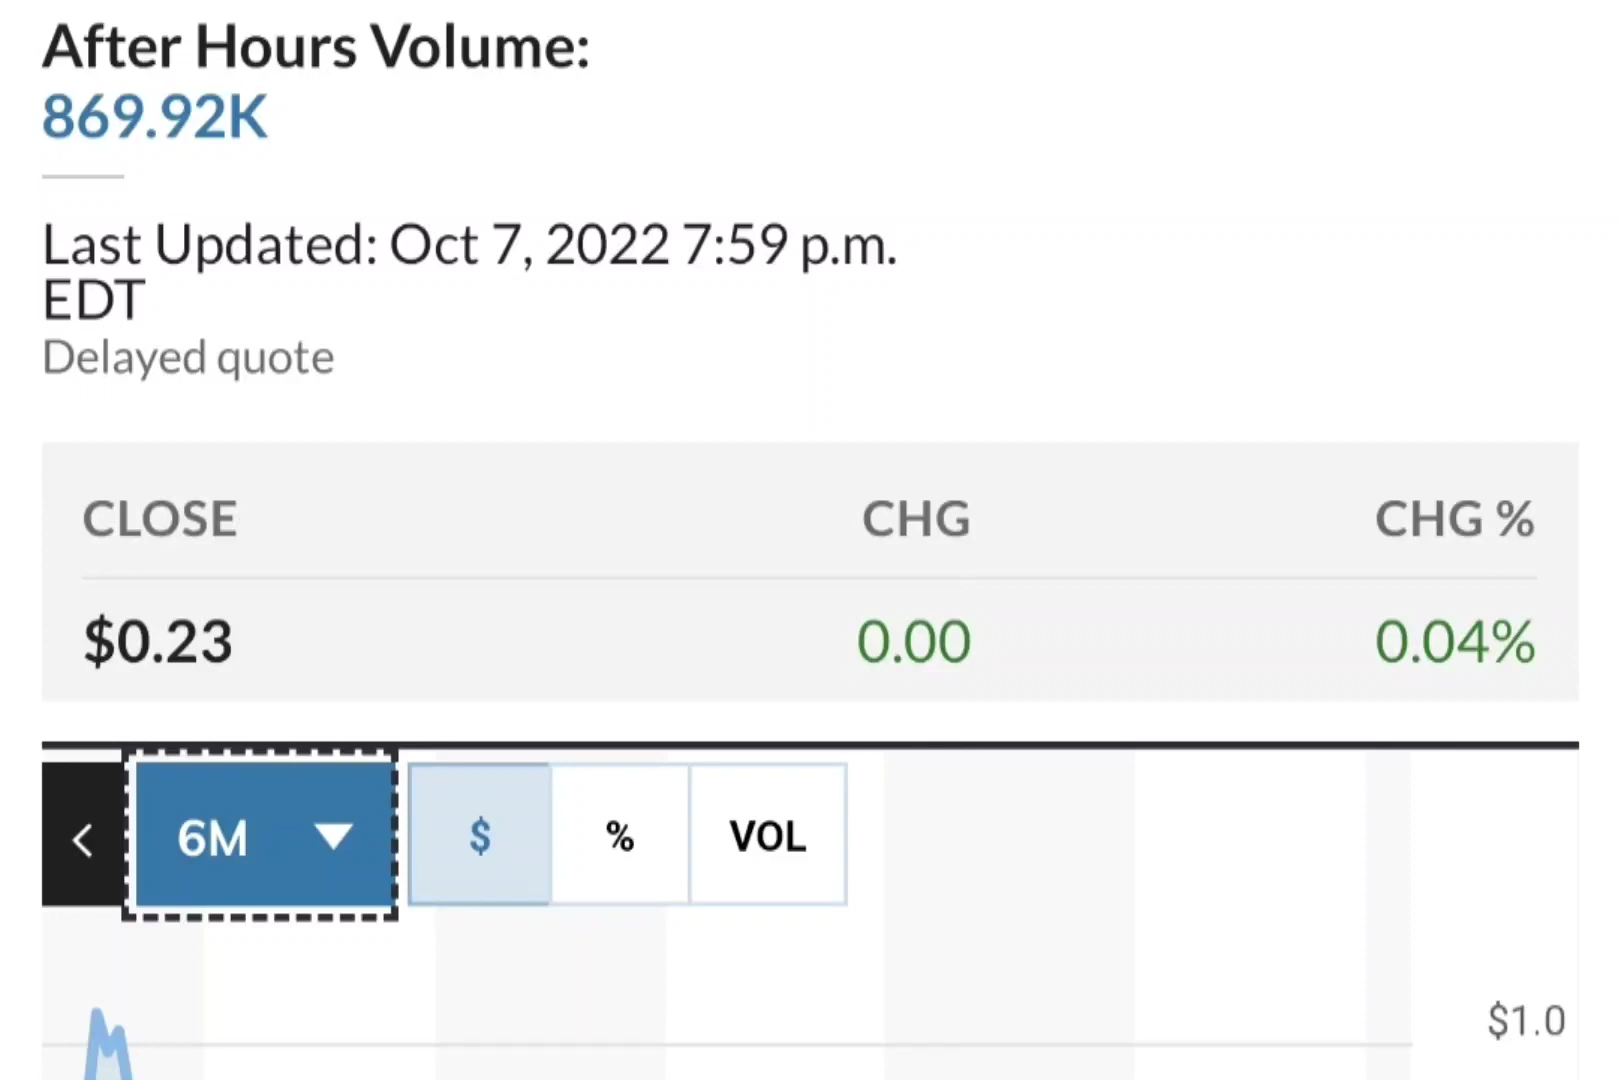 After Hours Volume:
869.92K
Last Updated: Oct 7, 2022 7:59 p.m.
EDT
Delayed quote
CLOSE CHG CHG %
$0.23 0.00 0.04%
6M $ % VOL
$1.0